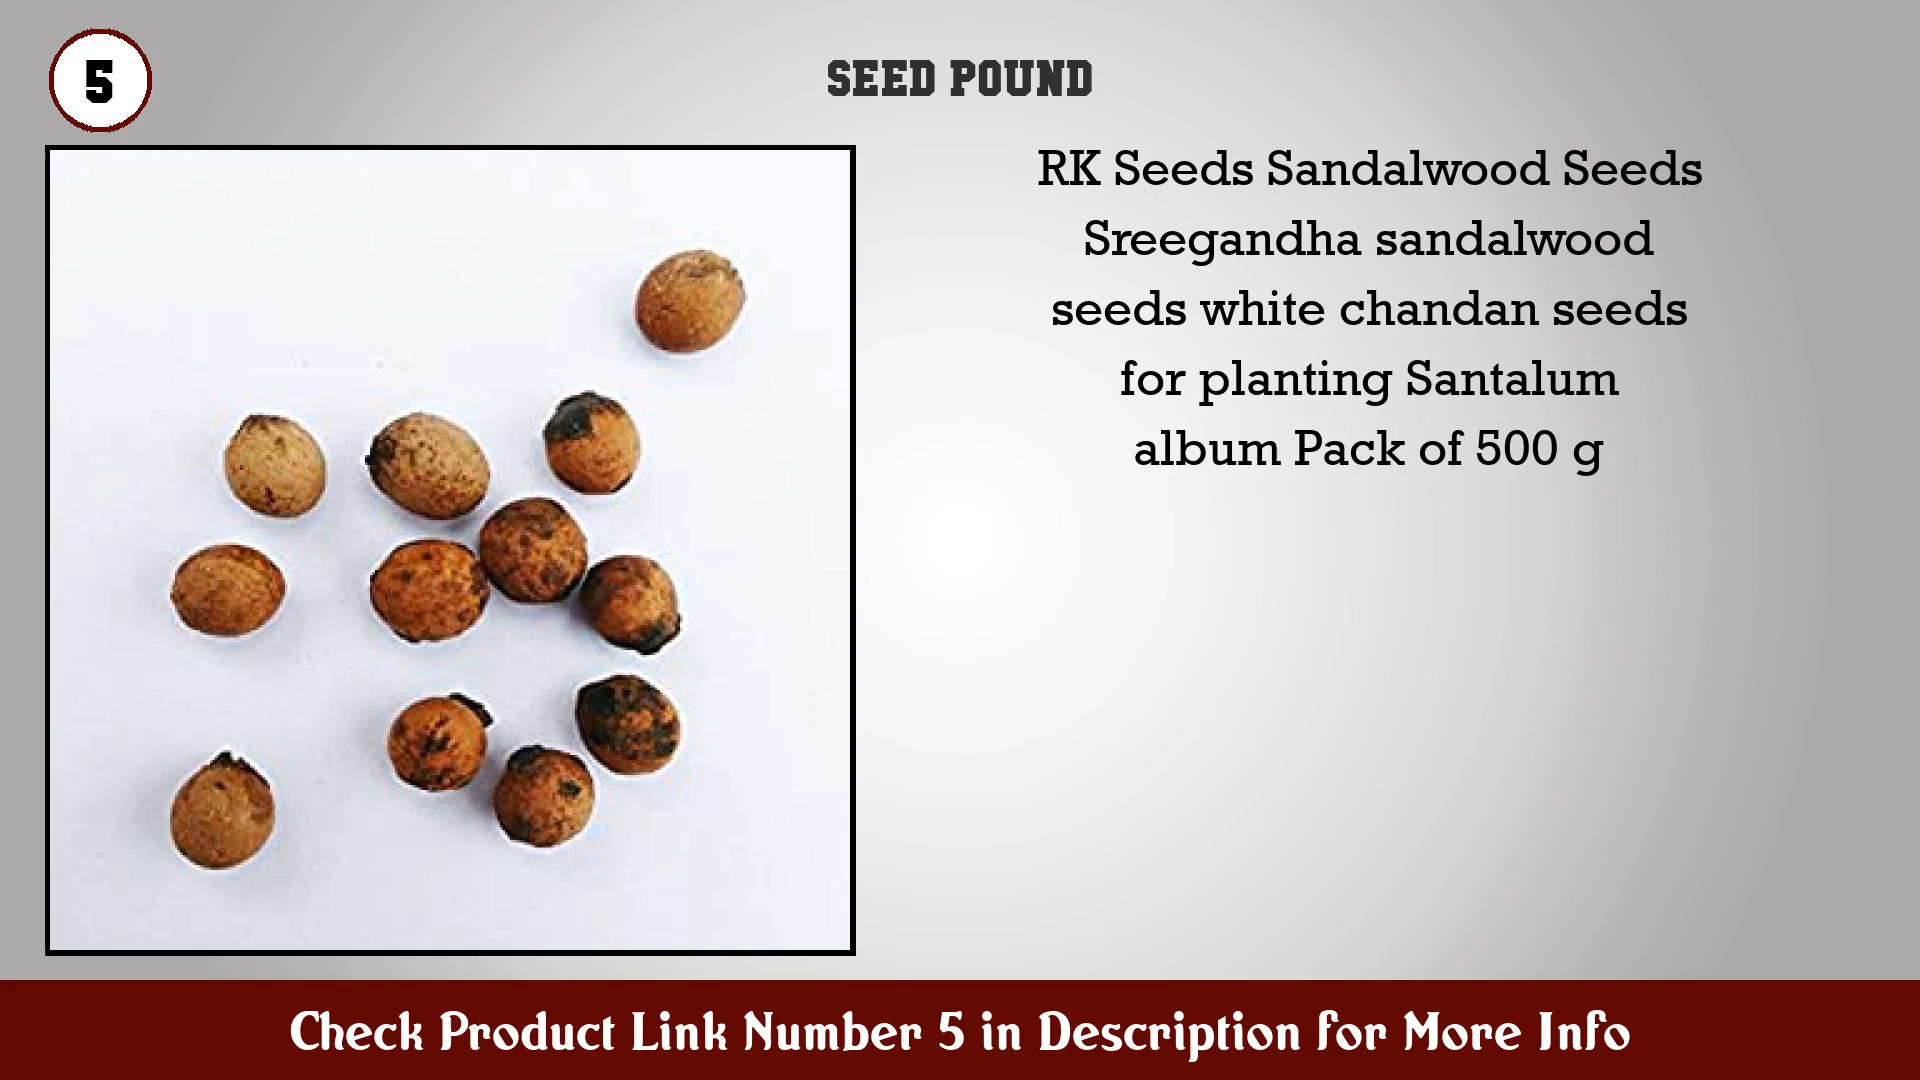 5
SEED POUND
RK Seeds Sandalwood Seeds
Sreegandha sandalwood
seeds white chandan seeds
for planting Santalum
album Pack of 500 g
Check Product Link Number 5 in Description for More Info